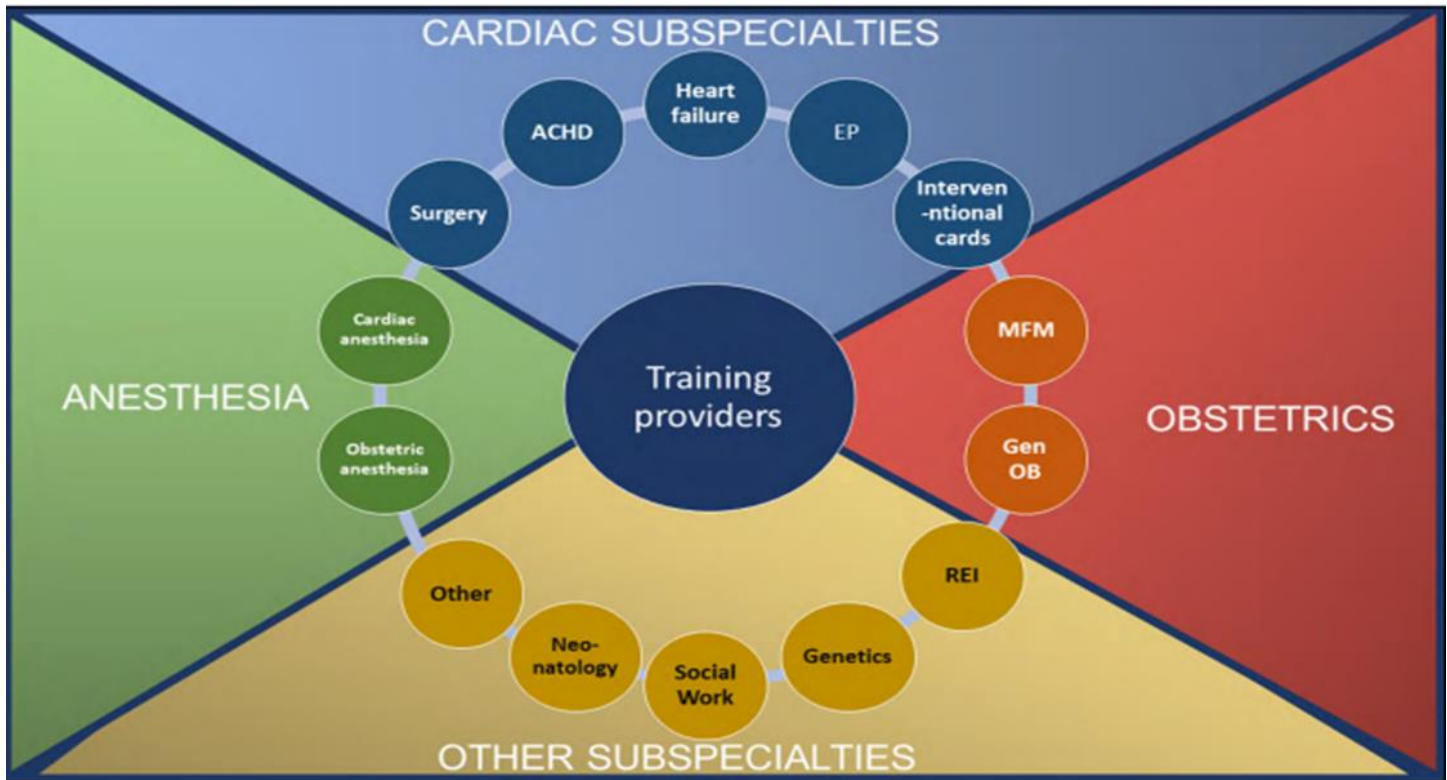 CARDIAC SUBSPECIALTIES
Heart
failure
ACHD
EP
Surgery
Interven
-ntional
cards
Cardiac
anesthesia
MFM
Training
providers
ANESTHESIA
OBSTETRICS
Obstetric
anesthesia
Gen
OB
Other
REI
Neo-
natology
Social
Work
Genetics
OTHER SUBSPECIALTIES